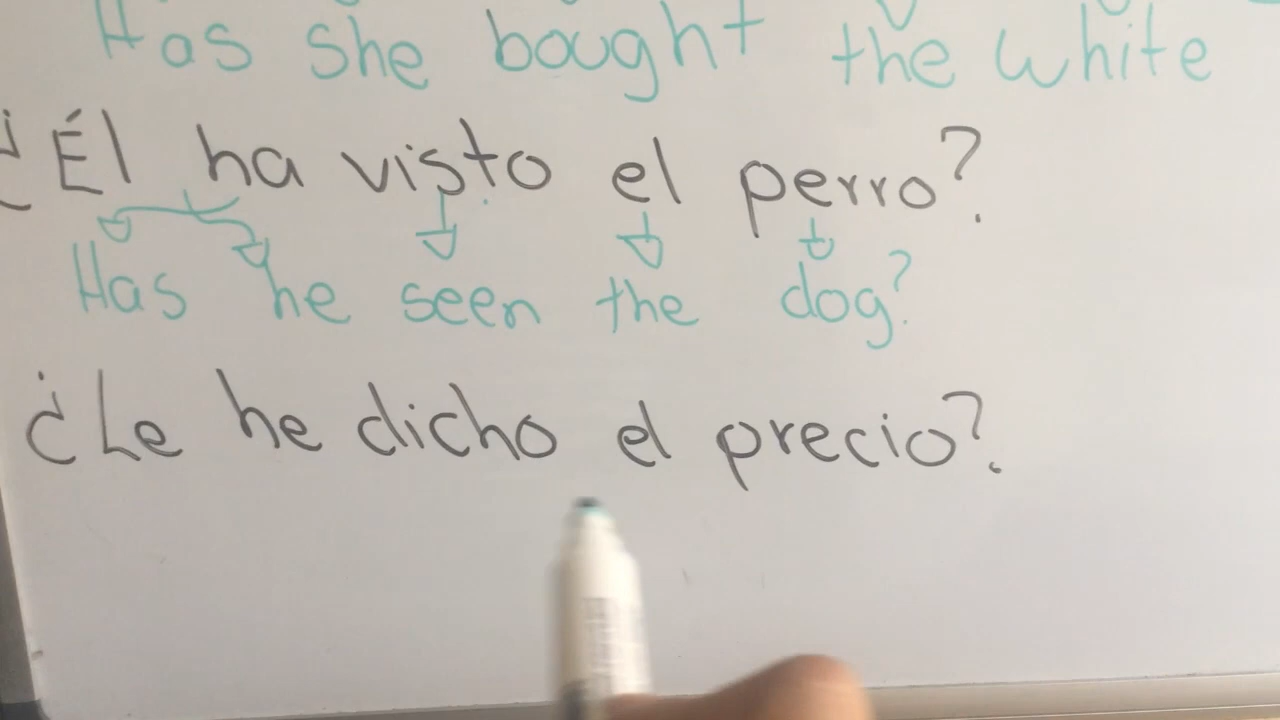 Has she bought the white
¿Él ha visto el perro?
Has he seen the dog?
¿Le he dicho el precio?